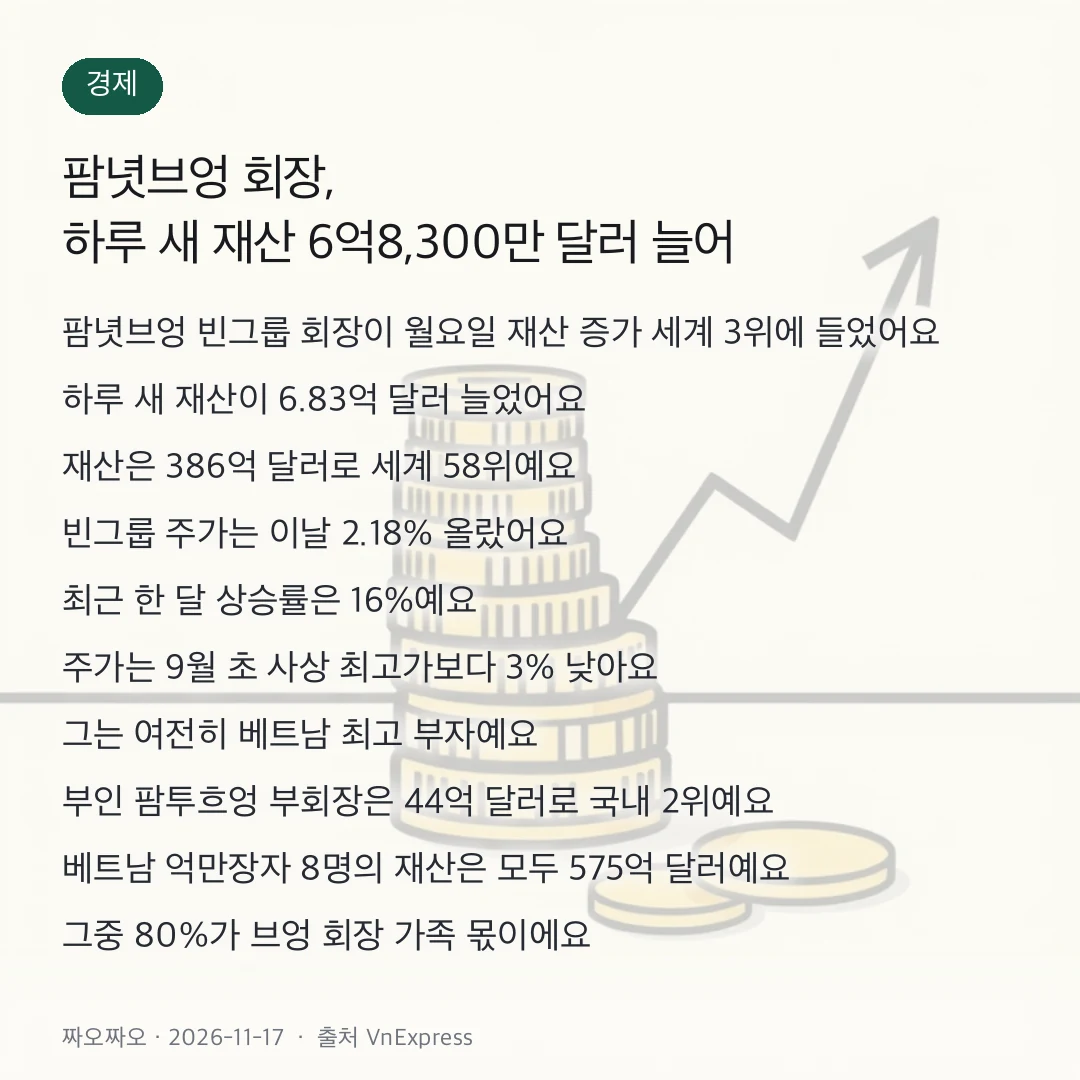 경제
팜녓브엉 회장,
하루 새 재산 6억8,300만 달러 늘어
팜녓브엉 빈그룹 회장이 월요일 재산 증가 세계 3위에 들었어요
하루 새 재산이 6.83억 달러 늘었어요
재산은 386억 달러로 세계 58위예요
빈그룹 주가는 이날 2.18% 올랐어요
최근 한 달 상승률은 16%예요
주가는 9월 초 사상 최고가보다 3% 낮아요
그는 여전히 베트남 최고 부자예요
부인 팜투흐엉 부회장은 44억 달러로 국내 2위예요
베트남 억만장자 8명의 재산은 모두 575억 달러예요
그중 80%가 브엉 회장 가족 몫이에요
짜오짜오 · 2026-11-17 · 출처 VnExpress